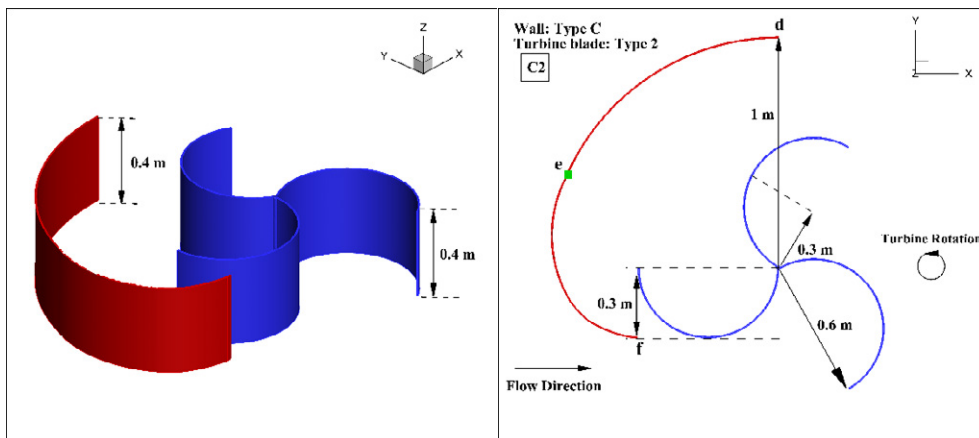 Z
Y
X
0.4 m
0.4 m
Wall: Type C
Turbine blade: Type 2
C2
d
Y
Z
X
1 m
e
Turbine Rotation
0.3 m
0.3 m
0.6 m
f
Flow Direction